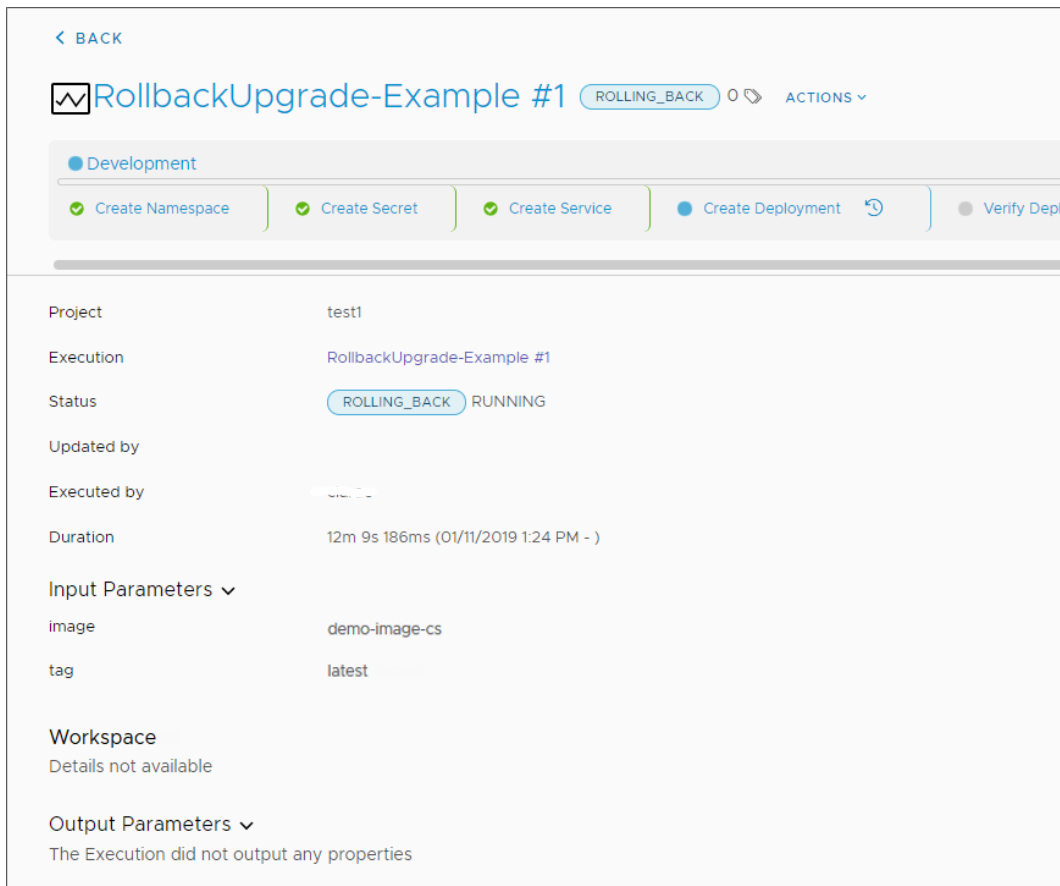 BACK
RollbackUpgrade-Example #1 ROLLING_BACK 0 ACTIONS
Development
Create Namespace Create Secret Create Service Create Deployment Verify
Project test1
Execution RollbackUpgrade-Example #1
Status ROLLING_BACK RUNNING
Updated by
Executed by
Duration 12m 9s 186ms (01/11/2019 1:24 PM - )
Input Parameters
image demo-image-cs
tag latest
Workspace
Details not available
Output Parameters
The Execution did not output any properties